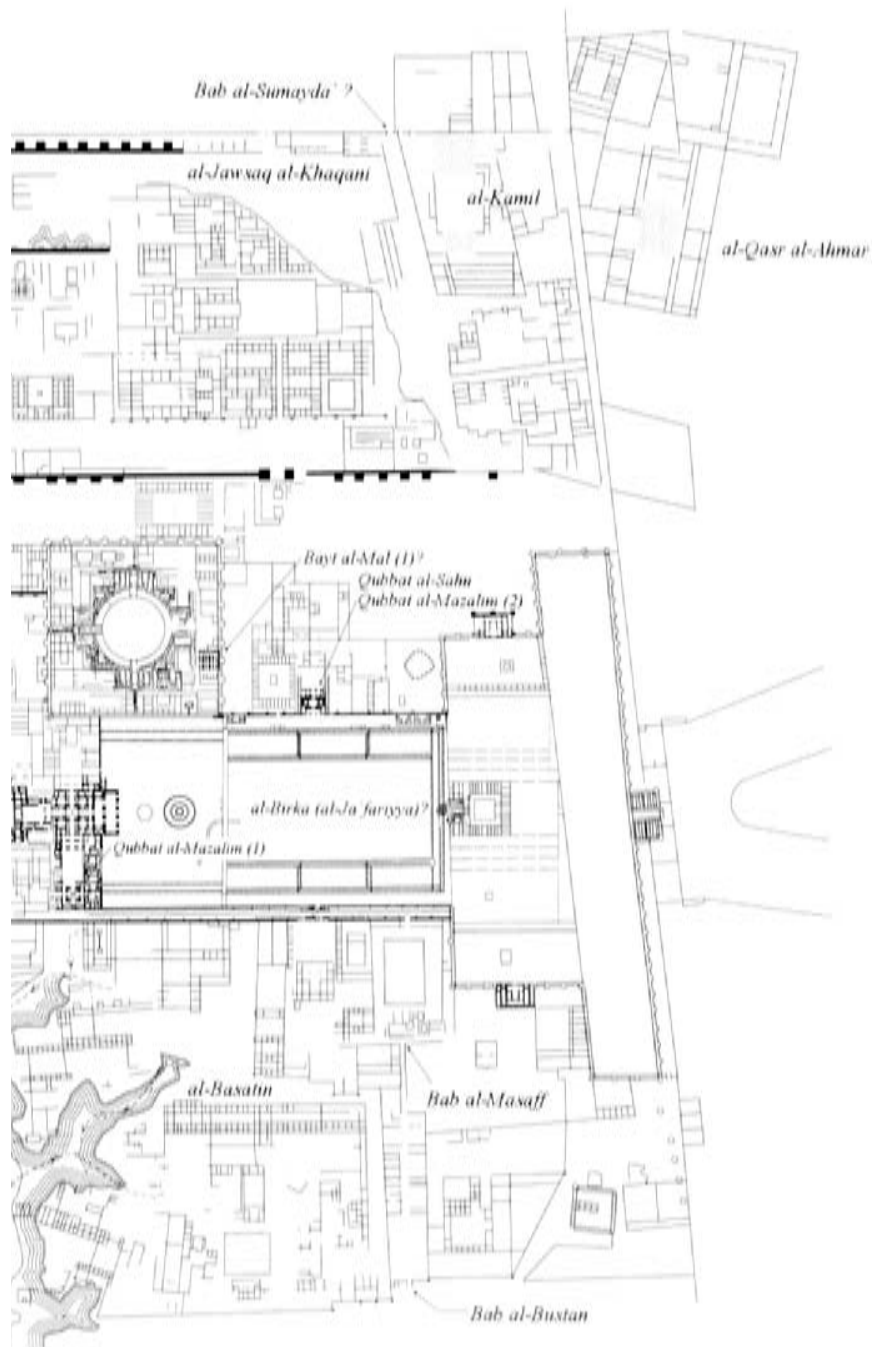 Bab al-Sumayda` ?
al-Jawsaq al-Khaqani
al-Kamil
al-Qasr al-Ahmar
Bayt al-Mal (1)?
Qubbat al-Sahn
Qubbat al-Mazalim (2)
al-Birka (al-Ja fariyya)?
Qubbat al-Mazalim (1)
al-Basatin
Bab al-Masaff
Bab al-Bustan